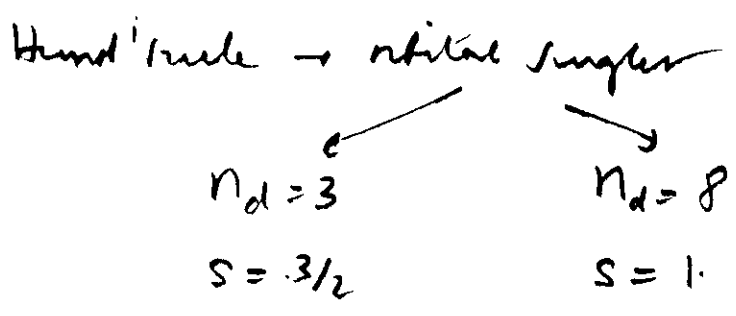 Hund's rule → orbital singlet
n_d = 3 n_d = 8
S = 3/2 S = 1.